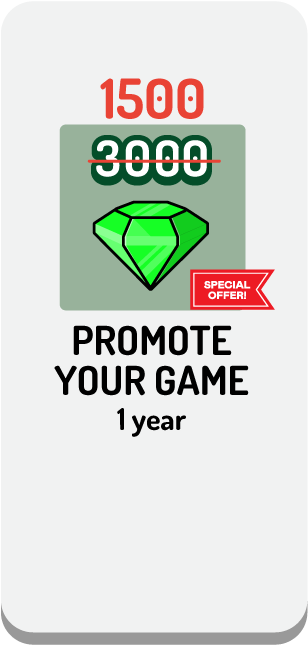 1500
3000
SPECIAL
OFFER!
PROMOTE
YOUR GAME
1 year